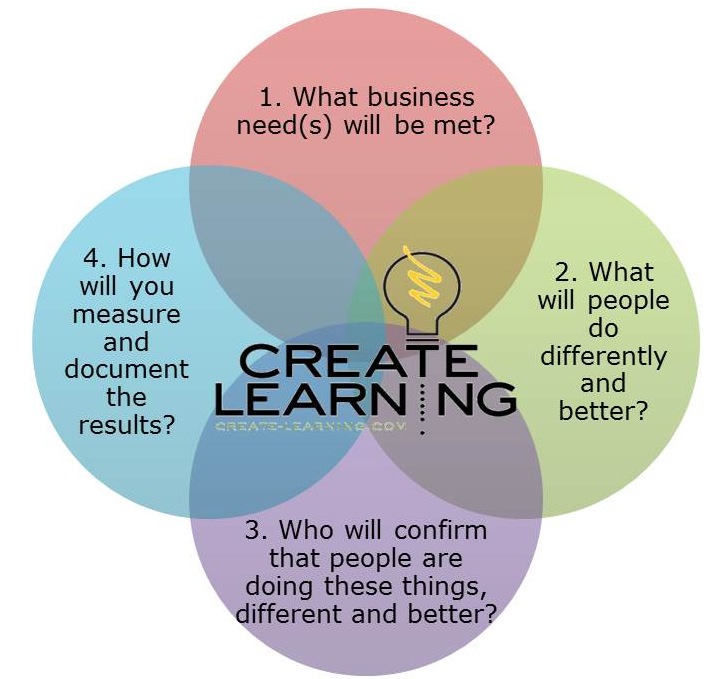 1. What business
need(s) will be met?
2. What
will people
do
differently
and
better?
3. Who will confirm
that people are
doing these things,
different and better?
4. How
will you
measure
and
document
the
results?
CREATE
LEARNING
CREATE-LEARNING.COM